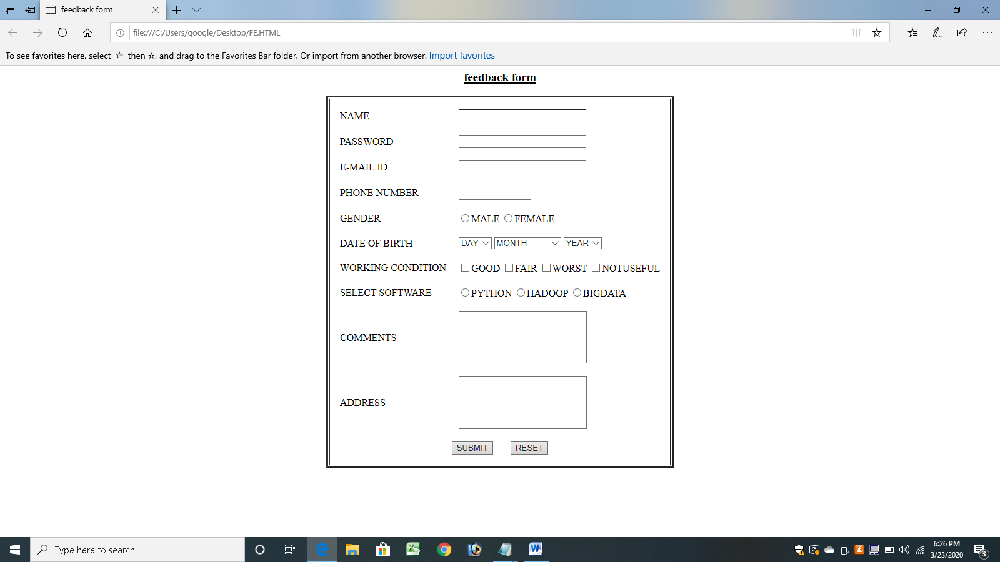 feedback form
file:///C:/Users/google/Desktop/FE.HTML
To see favorites here, select then , and drag to the Favorites Bar folder. Or import from another browser. Import favorites
feedback form
NAME
PASSWORD
E-MAIL ID
PHONE NUMBER
GENDER MALE FEMALE
DATE OF BIRTH DAY MONTH YEAR
WORKING CONDITION GOOD FAIR WORST NOTUSEFUL
SELECT SOFTWARE PYTHON HADOOP BIGDATA
COMMENTS
ADDRESS
SUBMIT RESET
Type here to search
6:26 PM
3/23/2020
3